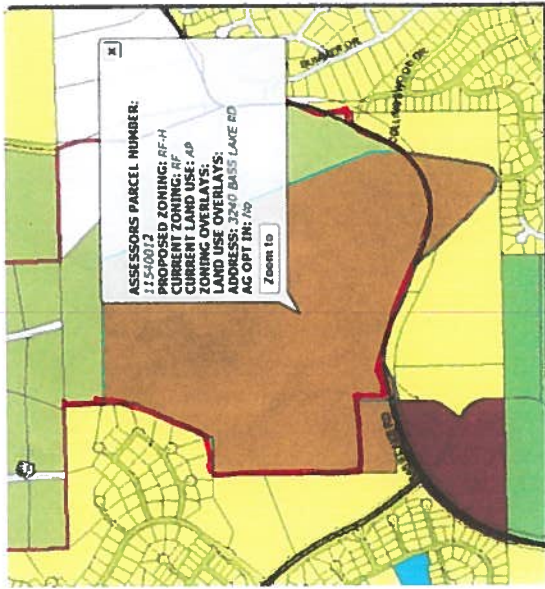 ASSESSORS PARCEL NUMBER:
11540012
PROPOSED ZONING: RF-H
CURRENT ZONING: RF
CURRENT LAND USE: AP
ZONING OVERLAYS:
LAND USE OVERLAYS:
ADDRESS: 3240 BASS LAKE RD
AG OPT IN: No
Zoom to
x